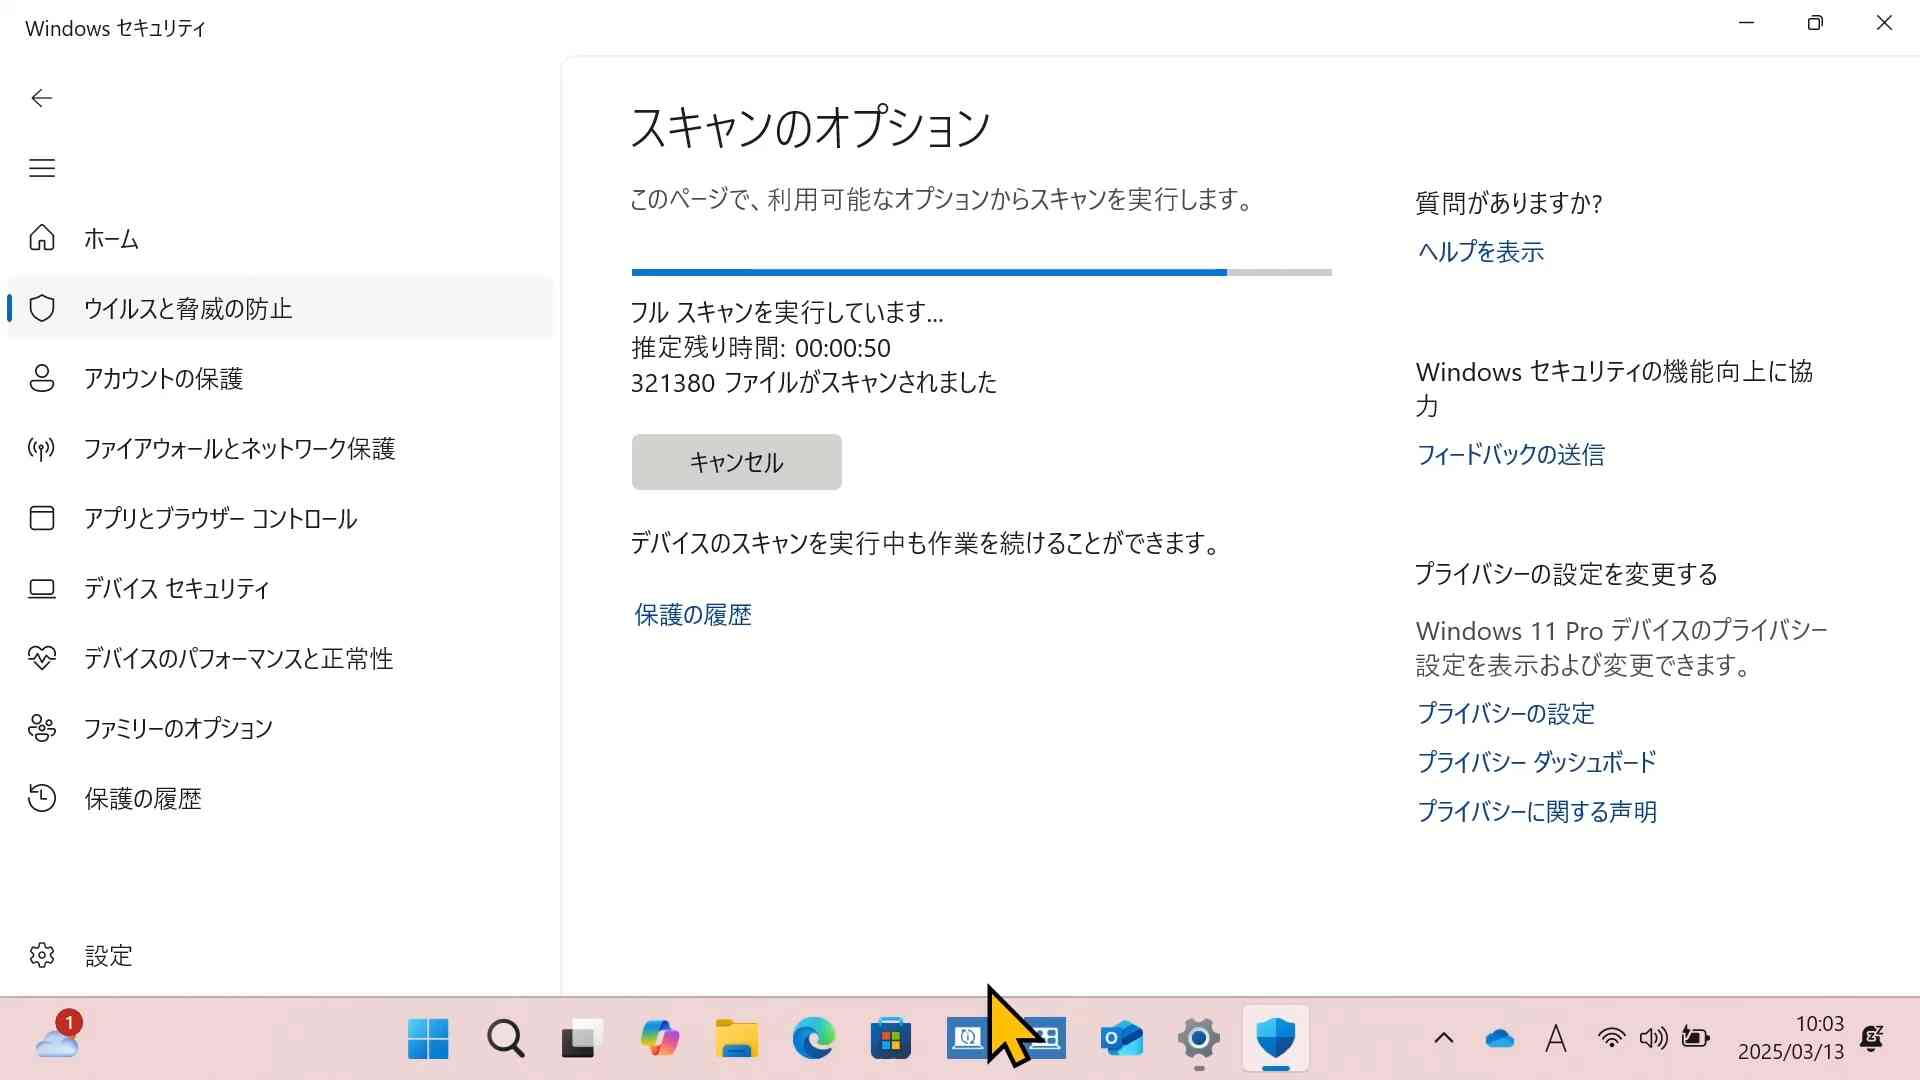 Windows セキュリティ
ホーム
ウイルスと脅威の防止
アカウントの保護
ファイアウォールとネットワーク保護
アプリとブラウザー コントロール
デバイス セキュリティ
デバイスのパフォーマンスと正常性
ファミリーのオプション
保護の履歴
設定
スキャンのオプション
このページで、利用可能なオプションからスキャンを実行します。
フル スキャンを実行しています...
推定残り時間: 00:00:50
321380 ファイルがスキャンされました
キャンセル
デバイスのスキャンを実行中も作業を続けることができます。
保護の履歴
質問がありますか?
ヘルプを表示
Windows セキュリティの機能向上に協
力
フィードバックの送信
プライバシーの設定を変更する
Windows 11 Pro デバイスのプライバシー
設定を表示および変更できます。
プライバシーの設定
プライバシー ダッシュボード
プライバシーに関する声明
1
A
10:03
2025/03/13